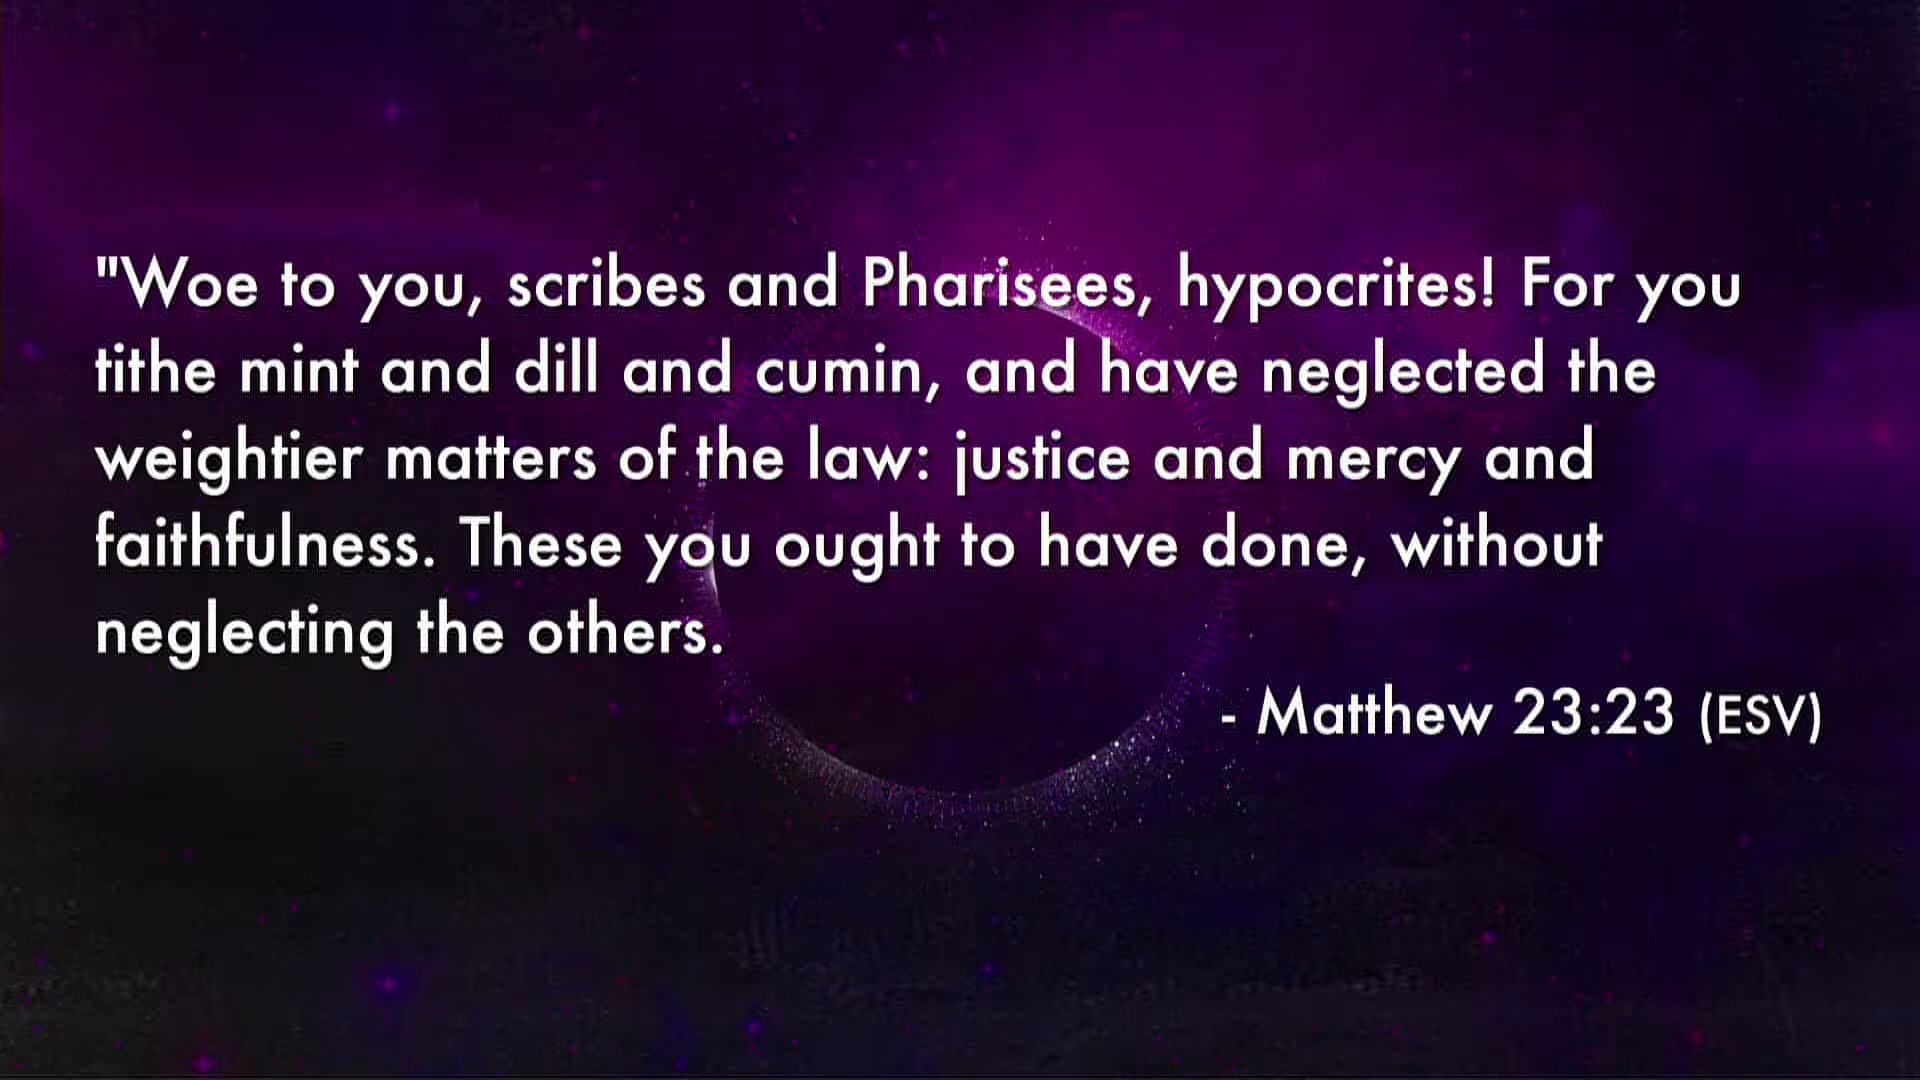 "Woe to you, scribes and Pharisees, hypocrites! For you
tithe mint and dill and cumin, and have neglected the
weightier matters of the law: justice and mercy and
faithfulness. These you ought to have done, without
neglecting the others.
- Matthew 23:23 (ESV)